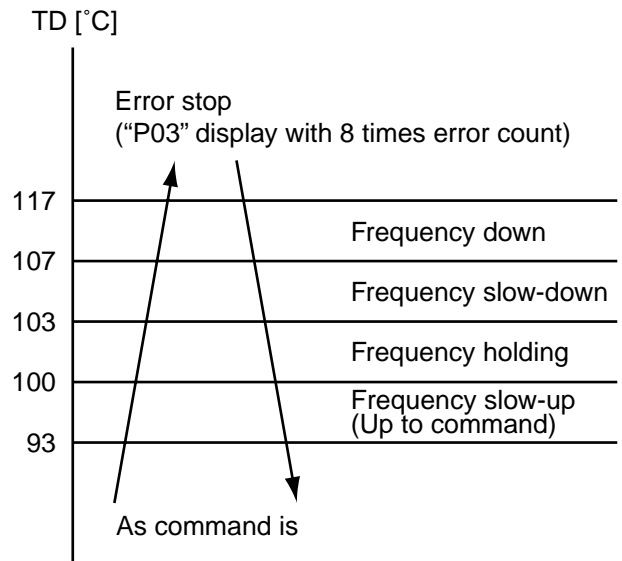 TD [˚C]
Error stop
(“P03” display with 8 times error count)
117
Frequency down
107
Frequency slow-down
103
Frequency holding
100
Frequency slow-up
(Up to command)
93
As command is